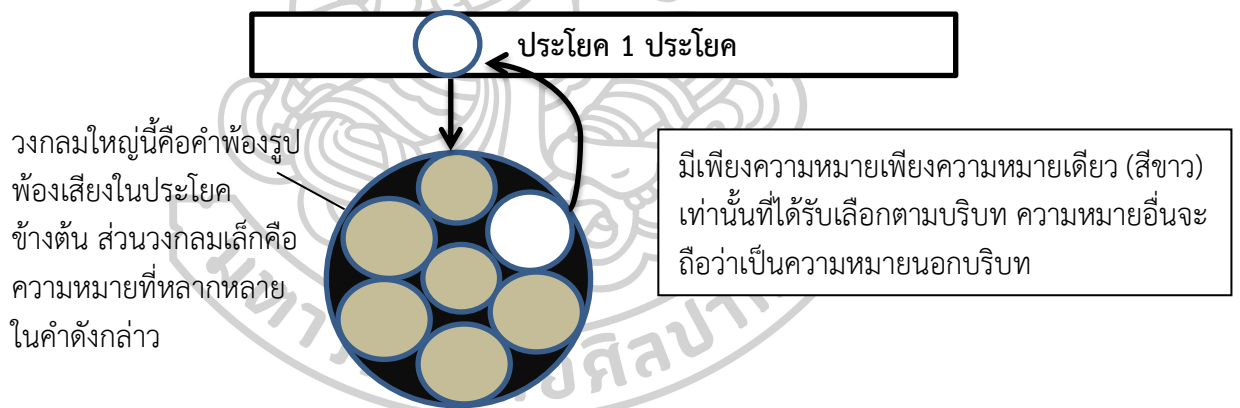 ประโยค 1 ประโยค
วงกลมใหญ่นี้คือคำพ้องรูป
พ้องเสียงในประโยค
ข้างต้น ส่วนวงกลมเล็กคือ
ความหมายที่หลากหลาย
ในคำดังกล่าว
มีเพียงความหมายเพียงความหมายเดียว (สีขาว)
เท่านั้นที่ได้รับเลือกตามบริบท ความหมายอื่นจะ
ถือว่าเป็นความหมายนอกบริบท